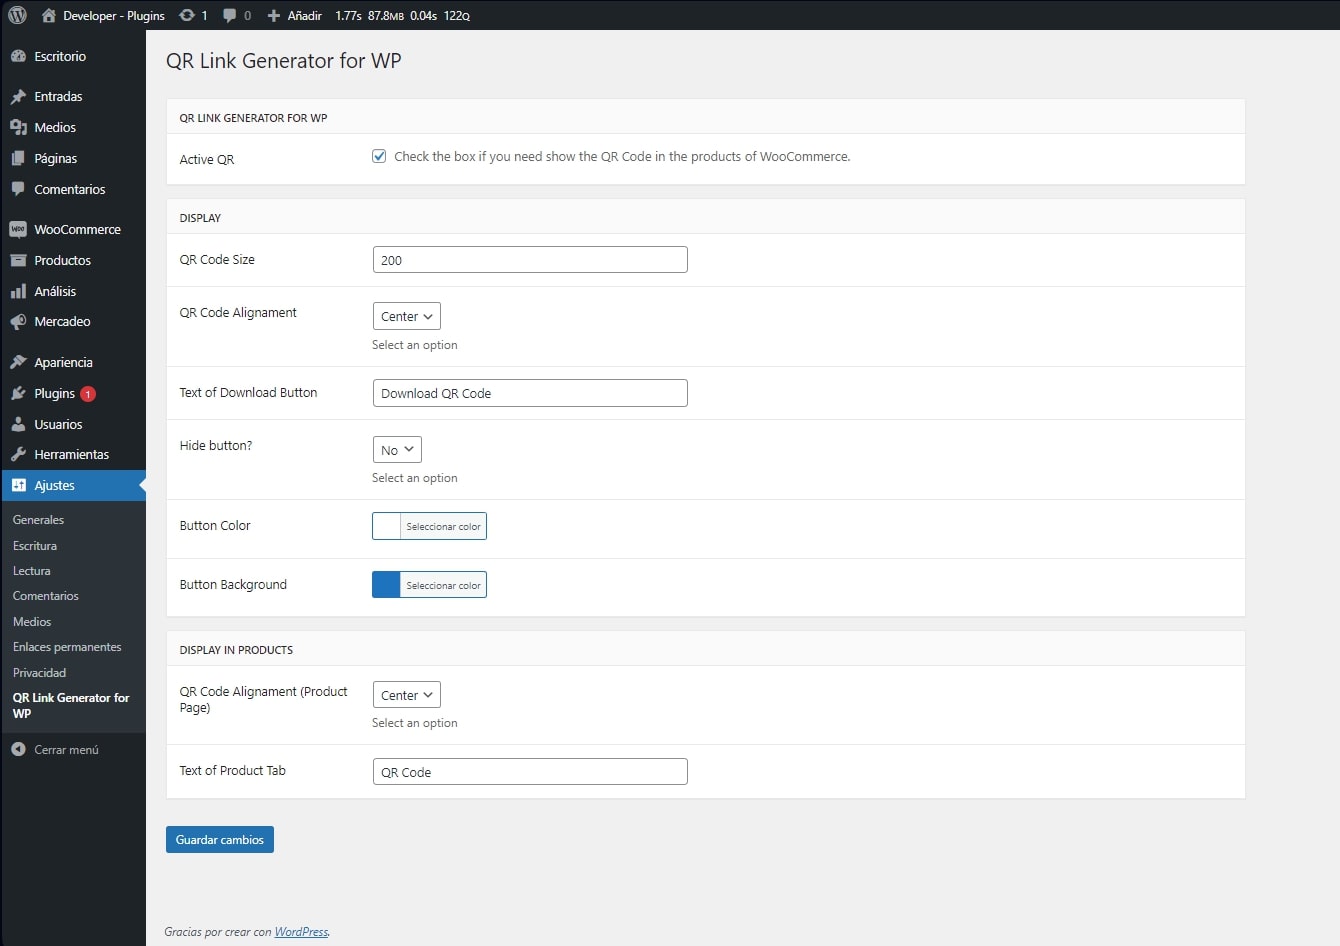 Developer - Plugins 1 0 Añadir 1.77s 87.8MB 0.04s 122Q
Escritorio
Entradas
Medios
Páginas
Comentarios
WooCommerce
Productos
Análisis
Mercadeo
Apariencia
Plugins 1
Usuarios
Herramientas
Ajustes
Generales
Escritura
Lectura
Comentarios
Medios
Enlaces permanentes
Privacidad
QR Link Generator for
WP
Cerrar menú
QR Link Generator for WP
QR LINK GENERATOR FOR WP
Active QR Check the box if you need show the QR Code in the products of WooCommerce.
DISPLAY
QR Code Size 200
QR Code Alignament Center
Select an option
Text of Download Button Download QR Code
Hide button? No
Select an option
Button Color Seleccionar color
Button Background Seleccionar color
DISPLAY IN PRODUCTS
QR Code Alignament (Product
Page) Center
Select an option
Text of Product Tab QR Code
Guardar cambios
Gracias por crear con WordPress.